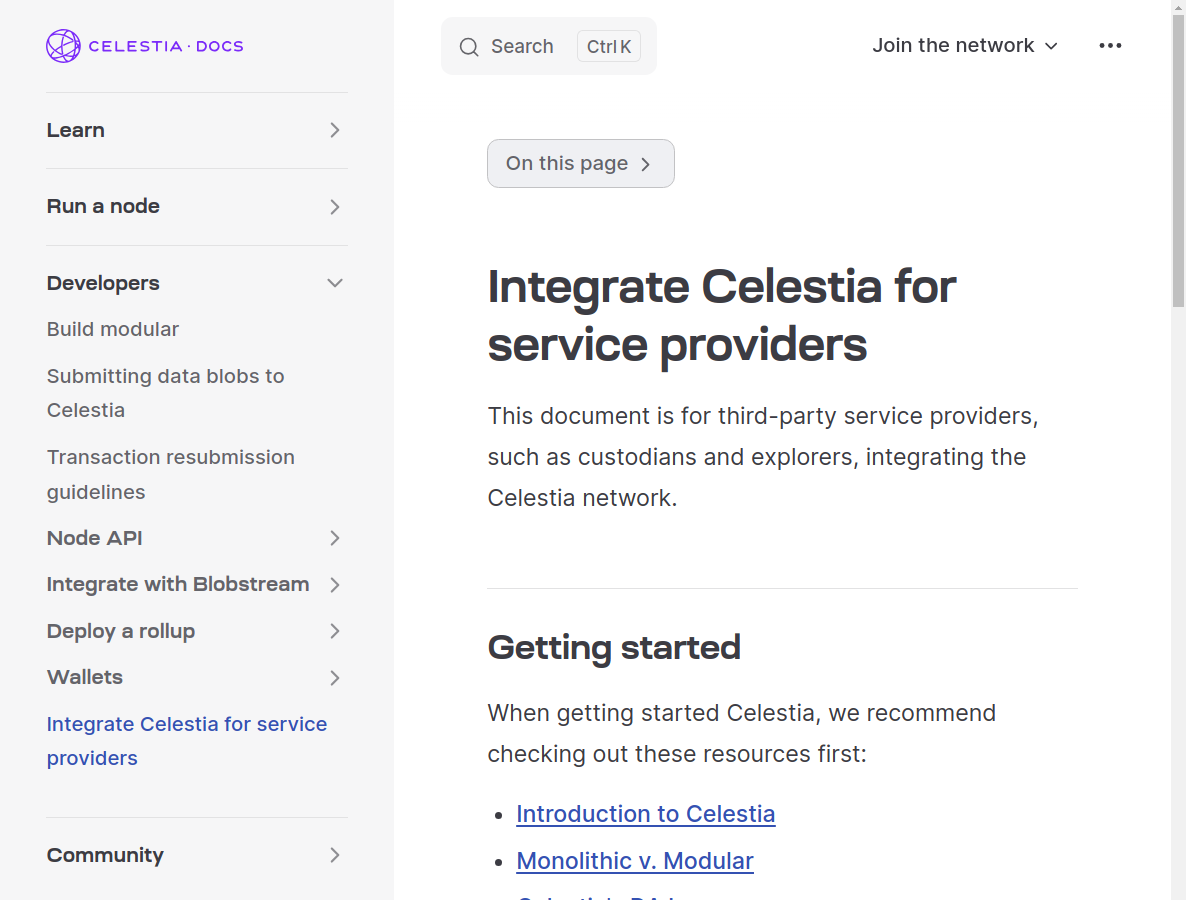 CELESTIA · DOCS
Learn
Run a node
Developers
Build modular
Submitting data blobs to
Celestia
Transaction resubmission
guidelines
Node API
Integrate with Blobstream
Deploy a rollup
Wallets
Integrate Celestia for service
providers
Community
Search Ctrl K
Join the network
On this page
Integrate Celestia for
service providers
This document is for third-party service providers,
such as custodians and explorers, integrating the
Celestia network.
Getting started
When getting started Celestia, we recommend
checking out these resources first:
Introduction to Celestia
Monolithic v. Modular